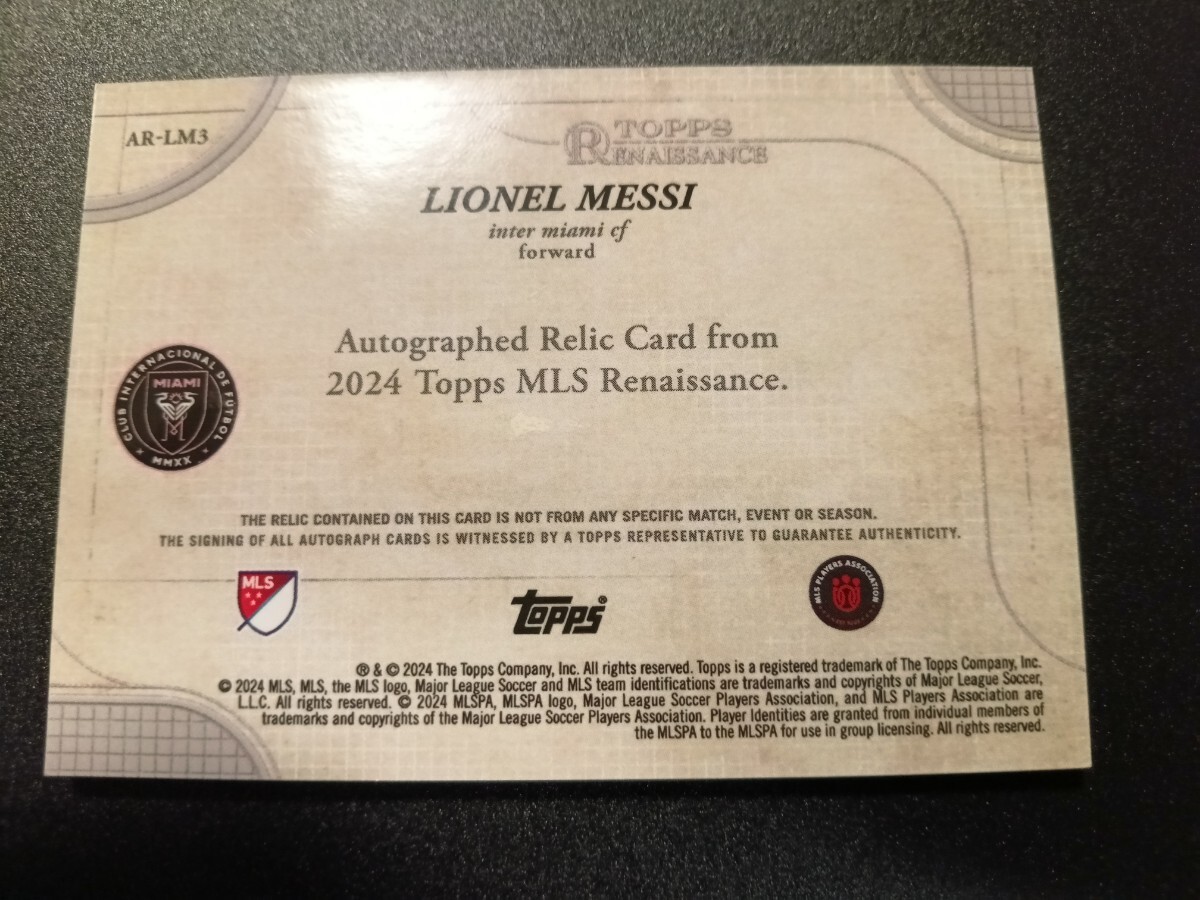 AR-LM3
TOPPS
RENAISSANCE
LIONEL MESSI
inter miami cf
forward
Autographed Relic Card from
2024 Topps MLS Renaissance.
CLUB INTERNACIONAL DE FÚTBOL
MIAMI
MMXX
THE RELIC CONTAINED ON THIS CARD IS NOT FROM ANY SPECIFIC MATCH, EVENT OR SEASON.
THE SIGNING OF ALL AUTOGRAPH CARDS IS WITNESSED BY A TOPPS REPRESENTATIVE TO GUARANTEE AUTHENTICITY.
MLS
topps®
MLS PLAYERS ASSOCIATION
® & © 2024 The Topps Company, Inc. All rights reserved. Topps is a registered trademark of The Topps Company, Inc.
© 2024 MLS, MLS, the MLS logo, Major League Soccer and MLS team identifications are trademarks and copyrights of Major League Soccer,
L.L.C. All rights reserved. © 2024 MLSPA, MLSPA logo, Major League Soccer Players Association, and MLS Players Association are
trademarks and copyrights of the Major League Soccer Players Association. Player Identities are granted from individual members of
the MLSPA to the MLSPA for use in group licensing. All rights reserved.